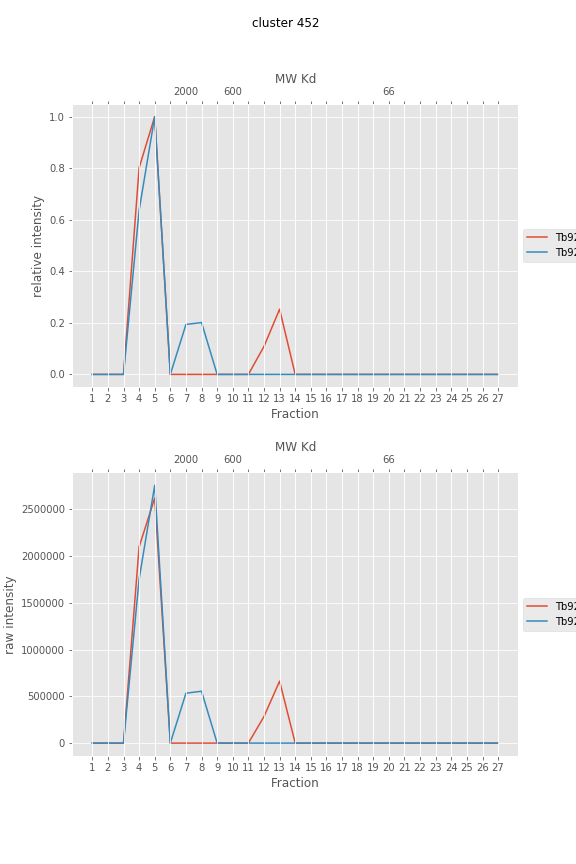 cluster 452
MW Kd
2000 600 66
1.0
0.8
0.6
0.4
0.2
0.0
relative intensity
1 2 3 4 5 6 7 8 9 10 11 12 13 14 15 16 17 18 19 20 21 22 23 24 25 26 27
Fraction
Tb92
Tb92
MW Kd
2000 600 66
2500000
2000000
1500000
1000000
500000
0
raw intensity
1 2 3 4 5 6 7 8 9 10 11 12 13 14 15 16 17 18 19 20 21 22 23 24 25 26 27
Fraction
Tb92
Tb92